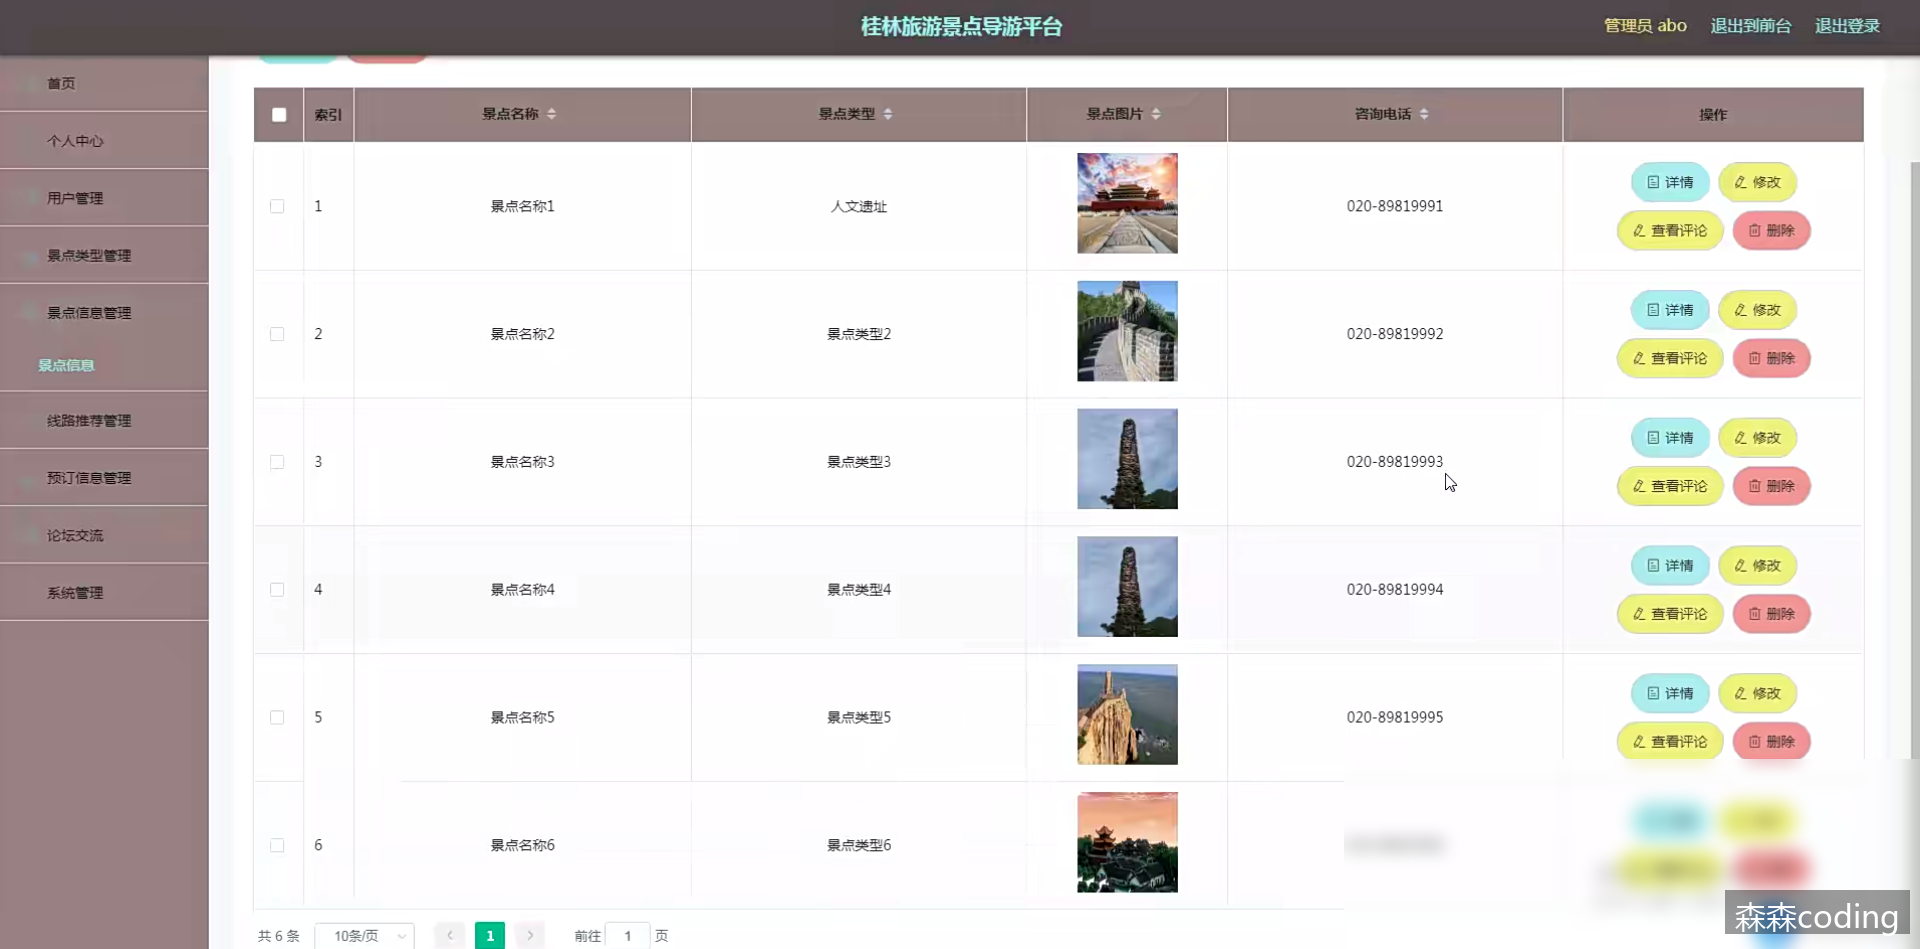 桂林旅游景点导游平台
管理员 abo 退出到前台 退出登录
首页
个人中心
用户管理
景点类型管理
景点信息管理
景点信息
线路推荐管理
预订信息管理
论坛交流
系统管理
索引 景点名称 景点类型 景点图片 咨询电话 操作
1 景点名称1 人文遗址 020-89819991 详情 修改
查看评论 删除
2 景点名称2 景点类型2 020-89819992 详情 修改
查看评论 删除
3 景点名称3 景点类型3 020-89819993 详情 修改
查看评论 删除
4 景点名称4 景点类型4 020-89819994 详情 修改
查看评论 删除
5 景点名称5 景点类型5 020-89819995 详情 修改
查看评论 删除
6 景点名称6 景点类型6
共 6 条 10条/页 1 前往 1 页
森森coding